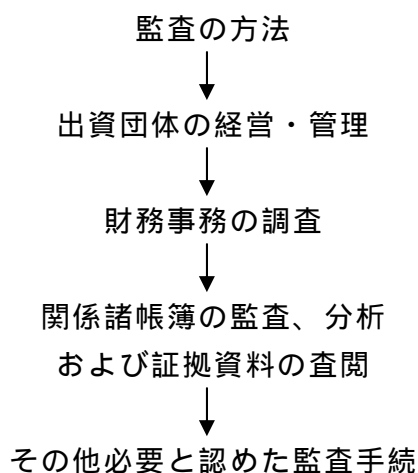 監査の方法
出資団体の経営・管理
財務事務の調査
関係諸帳簿の監査、分析
および証拠資料の査閲
その他必要と認めた監査手続